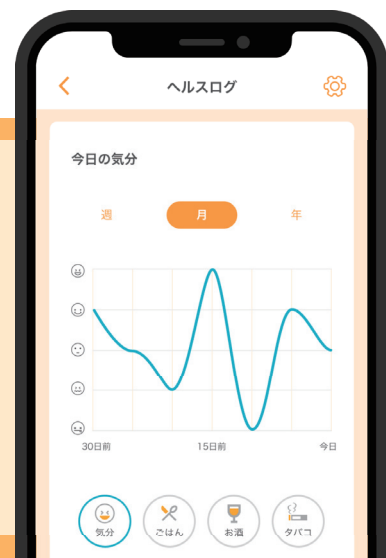 ヘルスログ
今日の気分
週 月 年
30日前 15日前 今日
気分 ごはん お酒 タバコ